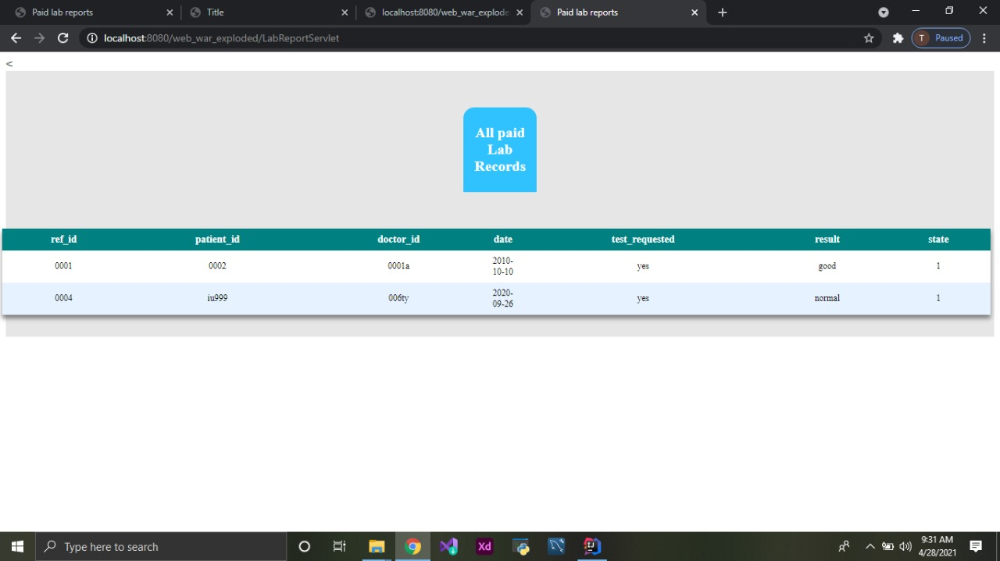 Paid lab reports
Title
localhost:8080/web_war_explode
Paid lab reports
localhost:8080/web_war_exploded/LabReportServlet
T Paused
<
All paid
Lab
Records
ref_id patient_id doctor_id date test_requested result state
0001 0002 0001a 2010-
10-10 yes good 1
0004 iu999 006ty 2020-
09-26 yes normal 1
Type here to search
Xd
IJ
9:31 AM
4/28/2021